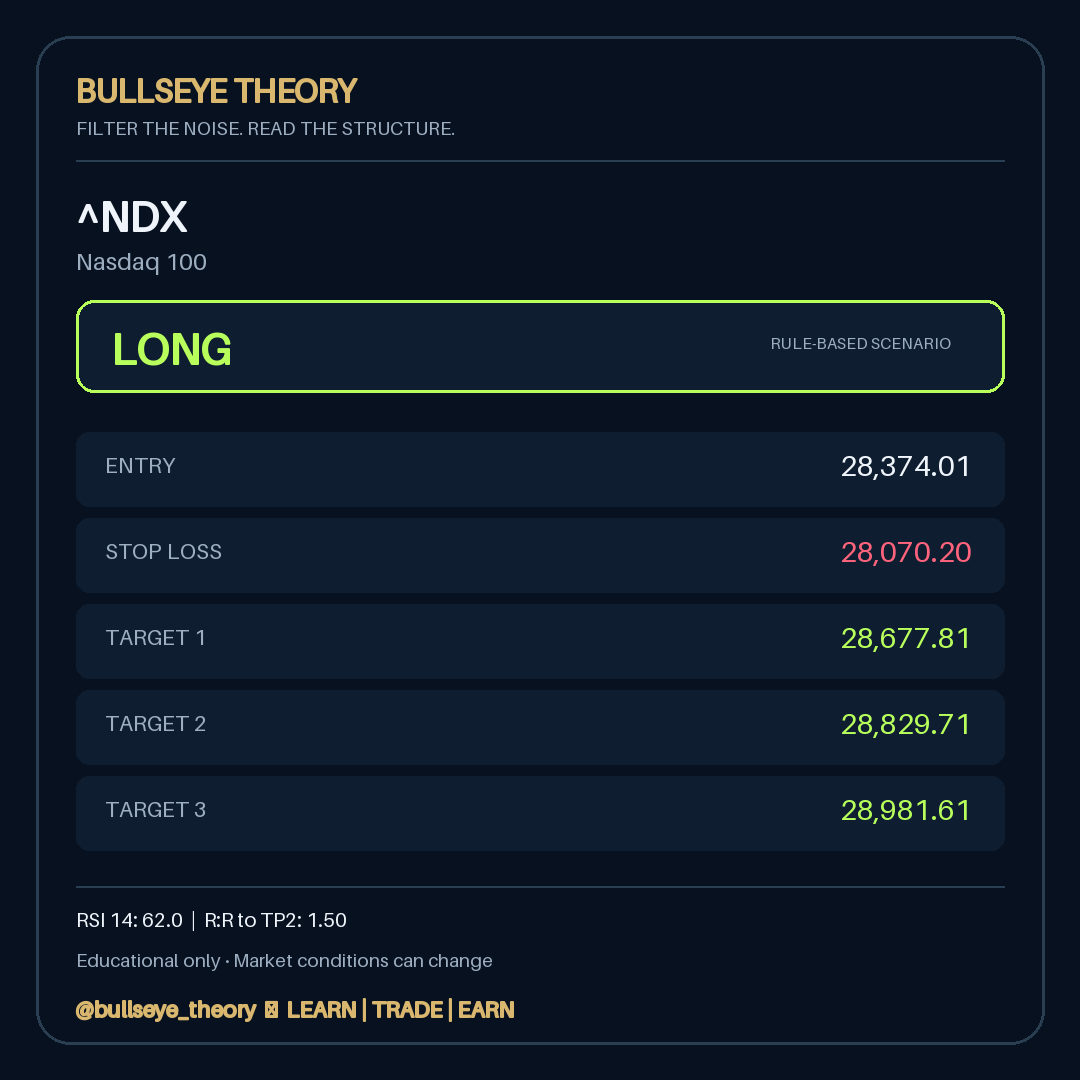 BULLSEYE THEORY
FILTER THE NOISE. READ THE STRUCTURE.
^NDX
Nasdaq 100
LONG
RULE-BASED SCENARIO
ENTRY 28,374.01
STOP LOSS 28,070.20
TARGET 1 28,677.81
TARGET 2 28,829.71
TARGET 3 28,981.61
RSI 14: 62.0 | R:R to TP2: 1.50
Educational only · Market conditions can change
@bullseye_theory LEARN | TRADE | EARN